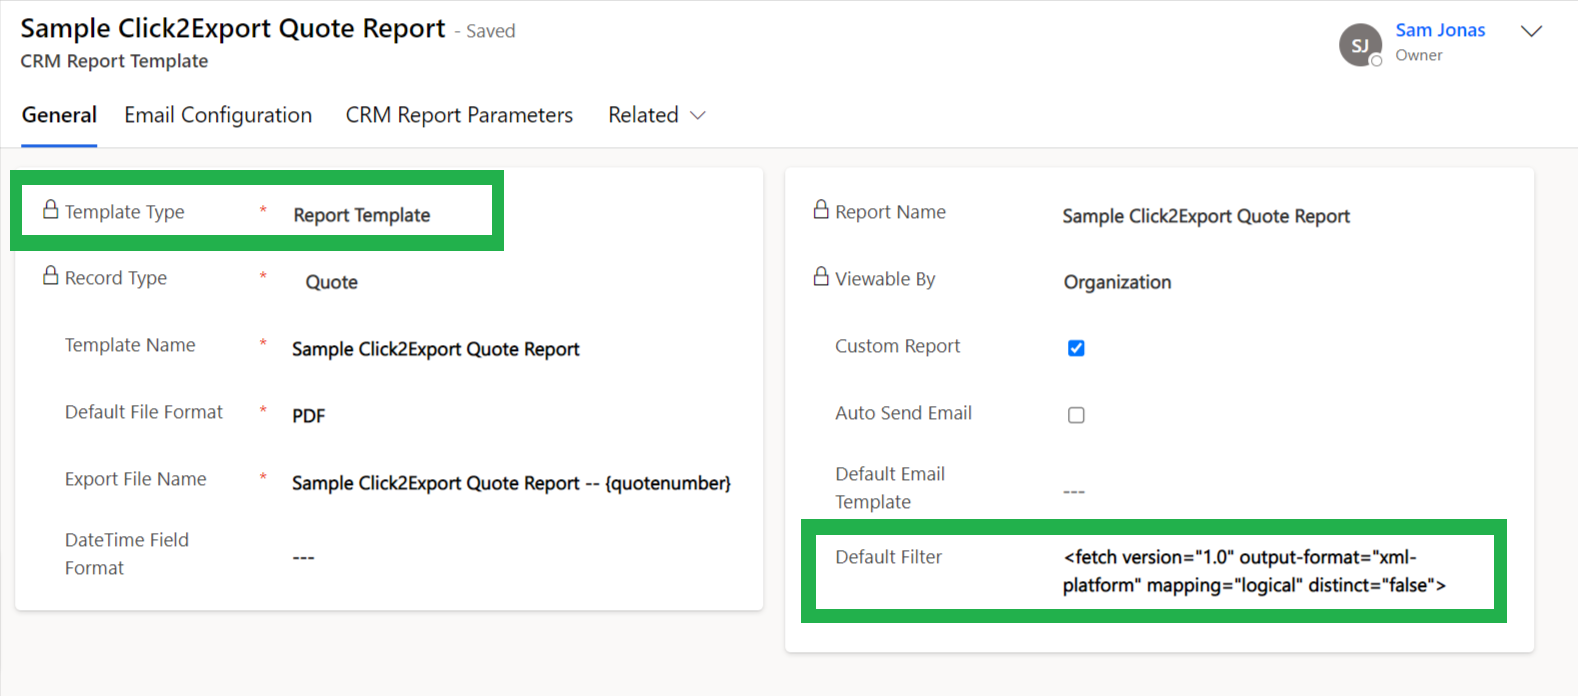 Sample Click2Export Quote Report - Saved
CRM Report Template
SJ
Sam Jonas
Owner
General Email Configuration CRM Report Parameters Related
Template Type * Report Template
Record Type * Quote
Template Name * Sample Click2Export Quote Report
Default File Format * PDF
Export File Name * Sample Click2Export Quote Report -- {quotenumber}
DateTime Field
Format
---
Report Name Sample Click2Export Quote Report
Viewable By Organization
Custom Report
Auto Send Email
Default Email
Template
---
Default Filter <fetch version="1.0" output-format="xml-
platform" mapping="logical" distinct="false">